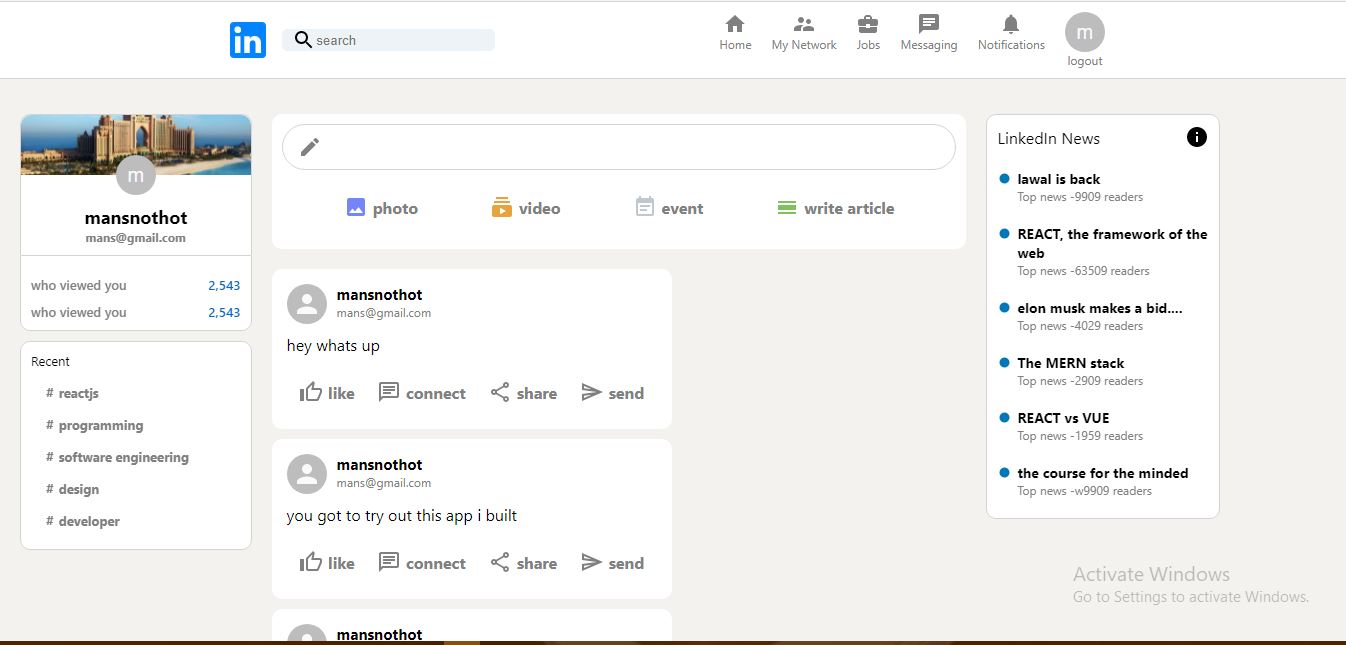 in
search
Home
My Network
Jobs
Messaging
Notifications
m
logout
m
mansnothot
mans@gmail.com
who viewed you 2,543
who viewed you 2,543
Recent
# reactjs
# programming
# software engineering
# design
# developer
photo
video
event
write article
mansnothot
mans@gmail.com
hey whats up
like
connect
share
send
mansnothot
mans@gmail.com
you got to try out this app i built
like
connect
share
send
mansnothot
LinkedIn News
lawal is back
Top news -9909 readers
REACT, the framework of the
web
Top news -63509 readers
elon musk makes a bid....
Top news -4029 readers
The MERN stack
Top news -2909 readers
REACT vs VUE
Top news -1959 readers
the course for the minded
Top news -w9909 readers
Activate Windows
Go to Settings to activate Windows.